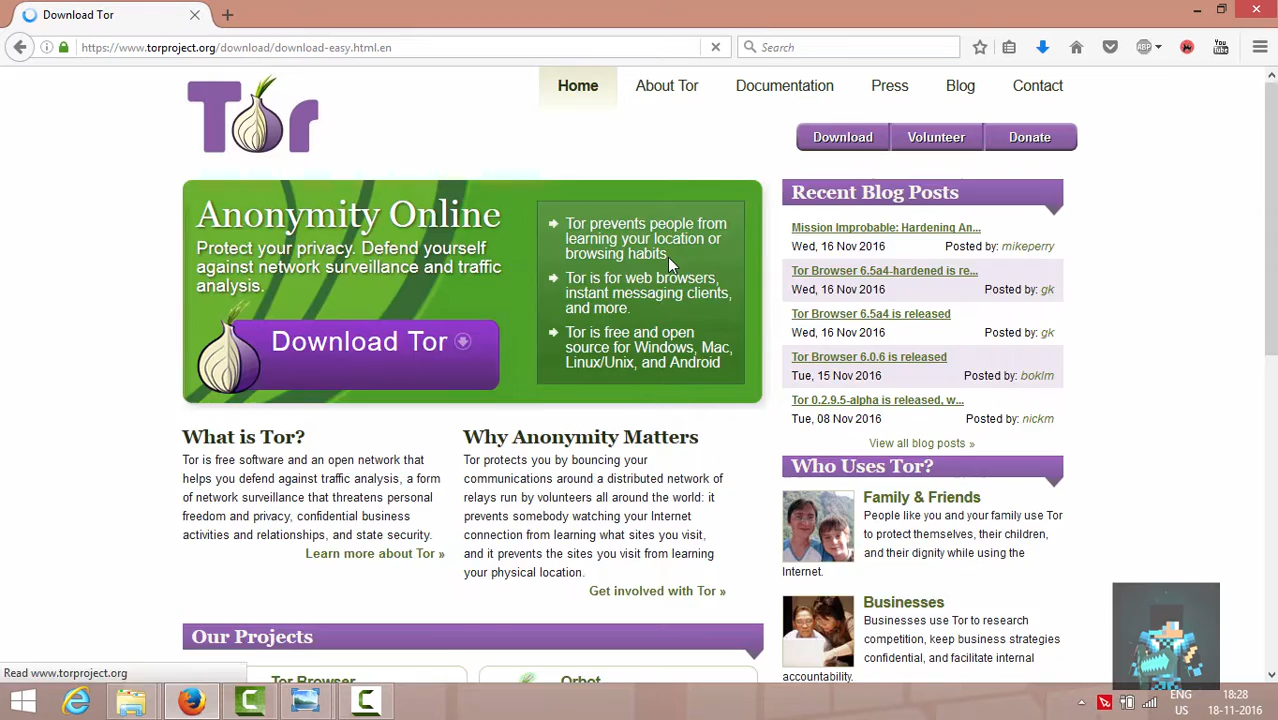 Download Tor
https://www.torproject.org/download/download-easy.html.en
Search
ABP
You Tube
Tor
Home
About Tor
Documentation
Press
Blog
Contact
Download
Volunteer
Donate
Anonymity Online
Protect your privacy. Defend yourself
against network surveillance and traffic
analysis.
Download Tor
Tor prevents people from
learning your location or
browsing habits.
Tor is for web browsers,
instant messaging clients,
and more.
Tor is free and open
source for Windows, Mac,
Linux/Unix, and Android
What is Tor?
Tor is free software and an open network that
helps you defend against traffic analysis, a form
of network surveillance that threatens personal
freedom and privacy, confidential business
activities and relationships, and state security.
Learn more about Tor »
Why Anonymity Matters
Tor protects you by bouncing your
communications around a distributed network of
relays run by volunteers all around the world: it
prevents somebody watching your Internet
connection from learning what sites you visit,
and it prevents the sites you visit from learning
your physical location.
Get involved with Tor »
Our Projects
Tor Browser
Orbot
Recent Blog Posts
Mission Improbable: Hardening An...
Wed, 16 Nov 2016 Posted by: mikeperry
Tor Browser 6.5a4-hardened is re...
Wed, 16 Nov 2016 Posted by: gk
Tor Browser 6.5a4 is released
Wed, 16 Nov 2016 Posted by: gk
Tor Browser 6.0.6 is released
Tue, 15 Nov 2016 Posted by: boklm
Tor 0.2.9.5-alpha is released, w...
Tue, 08 Nov 2016 Posted by: nickm
View all blog posts »
Who Uses Tor?
Family & Friends
People like you and your family use Tor
to protect themselves, their children,
and their dignity while using the
Internet.
Businesses
Businesses use Tor to research
competition, keep business strategies
confidential, and facilitate internal
accountability.
Read www.torproject.org
ENG
US
18:28
18-11-2016